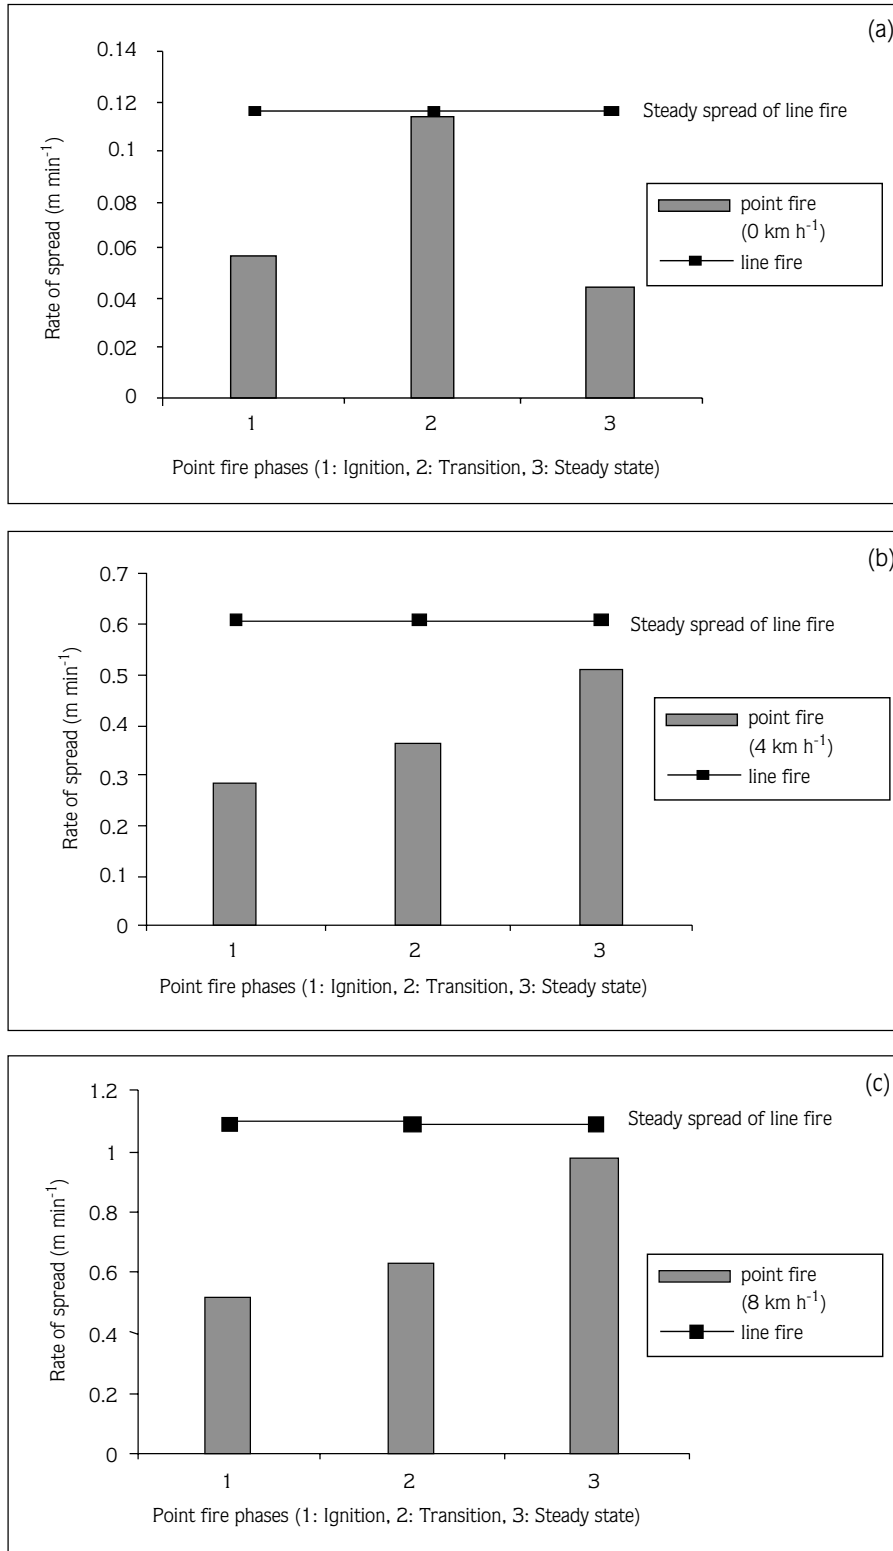 (a)
0.14
0.12
0.1
0.08
0.06
0.04
0.02
0
Rate of spread (m min-1)
Steady spread of line fire
point fire
(0 km h-1)
line fire
1 2 3
Point fire phases (1: Ignition, 2: Transition, 3: Steady state)
(b)
0.7
0.6
0.5
0.4
0.3
0.2
0.1
0
Rate of spread (m min-1)
Steady spread of line fire
point fire
(4 km h-1)
line fire
1 2 3
Point fire phases (1: Ignition, 2: Transition, 3: Steady state)
(c)
1.2
1
0.8
0.6
0.4
0.2
0
Rate of spread (m min-1)
Steady spread of line fire
point fire
(8 km h-1)
line fire
1 2 3
Point fire phases (1: Ignition, 2: Transition, 3: Steady state)